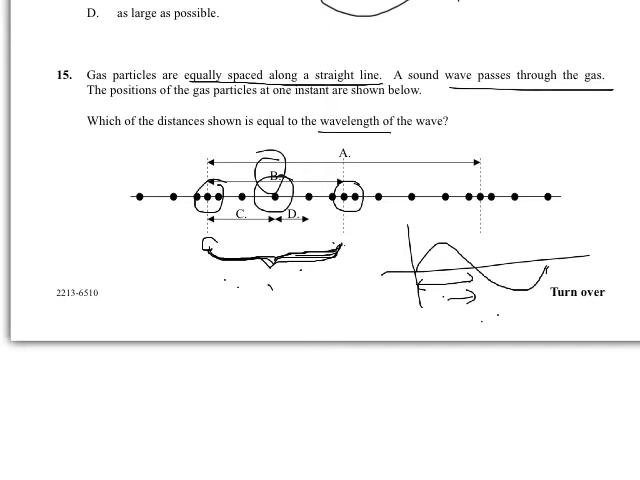 D. as large as possible.
15. Gas particles are equally spaced along a straight line. A sound wave passes through the gas.
The positions of the gas particles at one instant are shown below.
Which of the distances shown is equal to the wavelength of the wave?
A.
B.
C. D.
2213-6510 Turn over